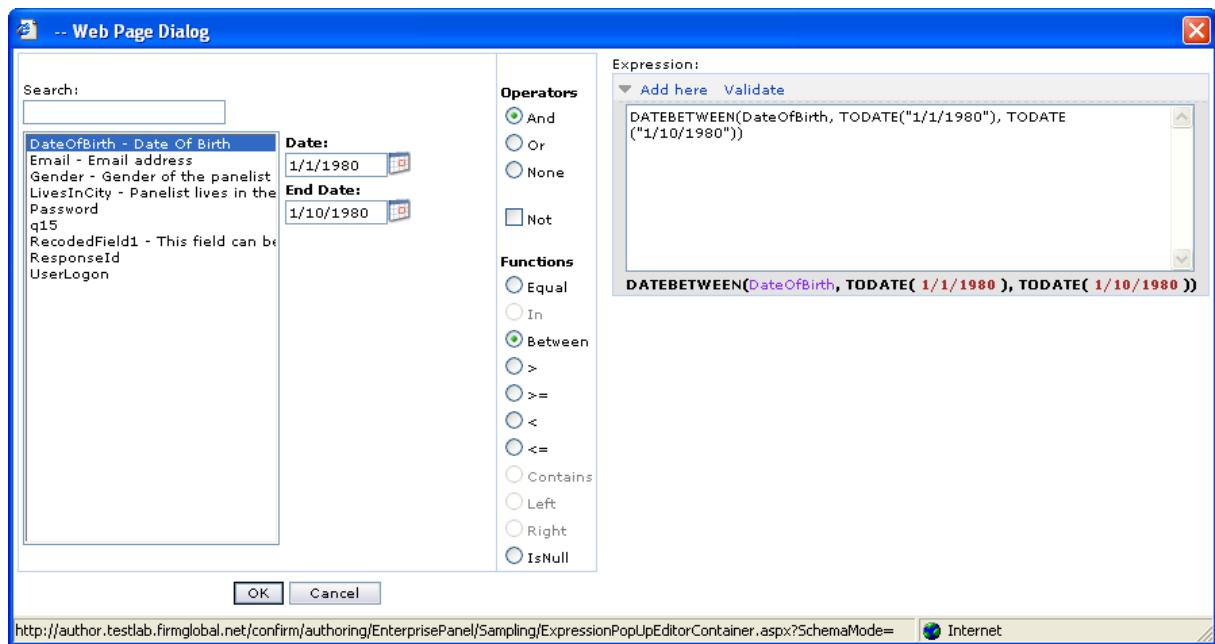 -- Web Page Dialog
Search:
DateOfBirth - Date Of Birth
Email - Email address
Gender - Gender of the panelist
LivesInCity - Panelist lives in the
Password
q15
RecodedField1 - This field can be
ResponseId
UserLogon
Date:
1/1/1980
End Date:
1/10/1980
Operators
And
Or
None
Not
Functions
Equal
In
Between
>
>=
<
<=
Contains
Left
Right
IsNull
Expression:
Add here Validate
DATEBETWEEN(DateOfBirth, TODATE("1/1/1980"), TODATE
("1/10/1980"))
DATEBETWEEN(DateOfBirth, TODATE( 1/1/1980 ), TODATE( 1/10/1980 ))
OK Cancel
http://author.testlab.firmglobal.net/confirm/authoring/EnterprisePanel/Sampling/ExpressionPopUpEditorContainer.aspx?SchemaMode= Internet